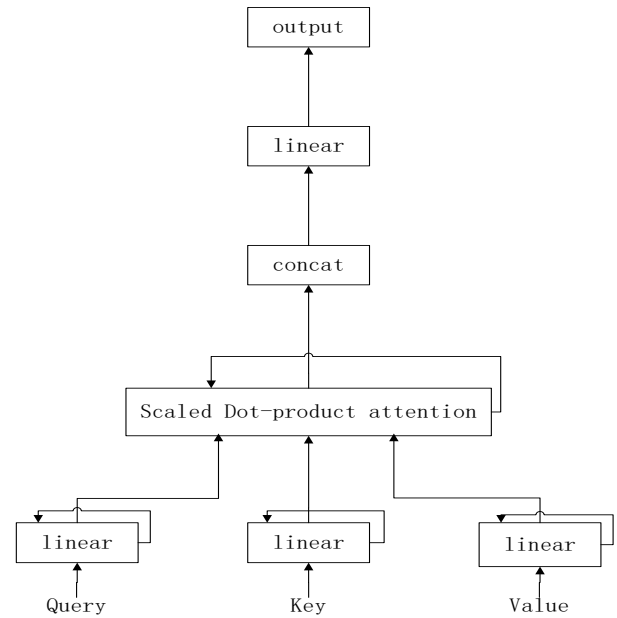 output
linear
concat
Scaled Dot-product attention
linear linear linear
Query Key Value